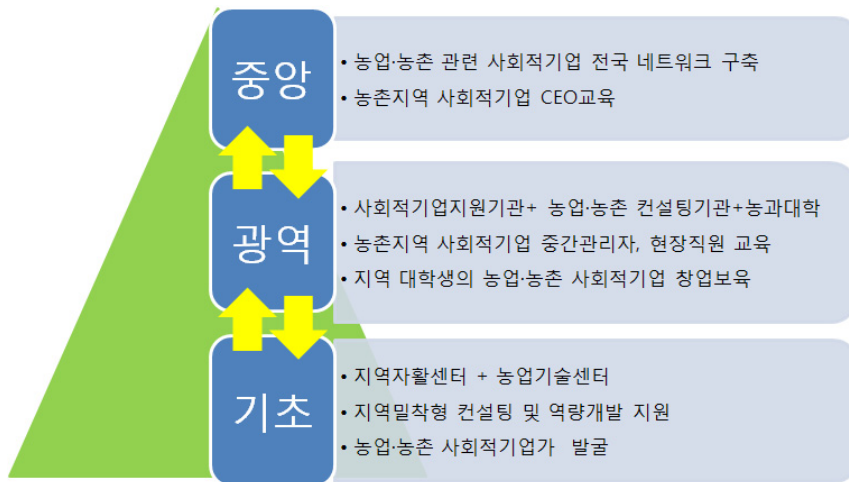 중앙
• 농업·농촌 관련 사회적기업 전국 네트워크 구축
• 농촌지역 사회적기업 CEO교육
광역
• 사회적기업지원기관+ 농업·농촌 컨설팅기관+농과대학
• 농촌지역 사회적기업 중간관리자, 현장직원 교육
• 지역 대학생의 농업·농촌 사회적기업 창업보육
기초
• 지역자활센터 + 농업기술센터
• 지역밀착형 컨설팅 및 역량개발 지원
• 농업·농촌 사회적기업가 발굴